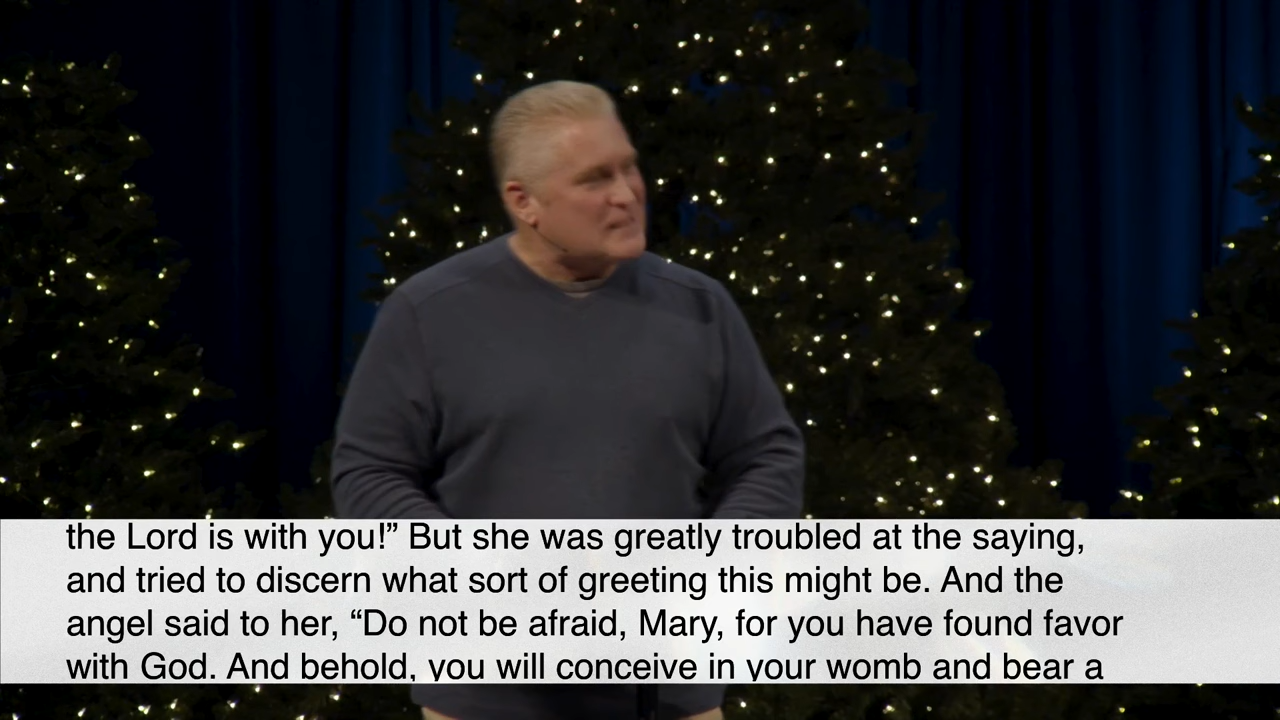 the Lord is with you!” But she was greatly troubled at the saying,
and tried to discern what sort of greeting this might be. And the
angel said to her, “Do not be afraid, Mary, for you have found favor
with God. And behold, you will conceive in your womb and bear a